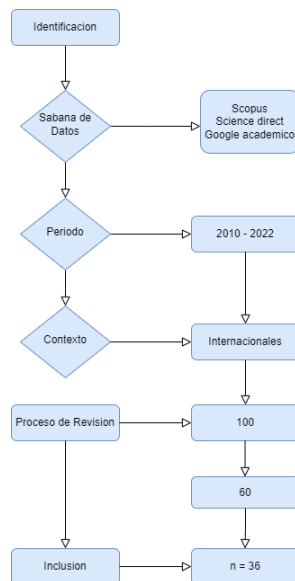 Identificacion
Sabana de
Datos
Scopus
Science direct
Google academico
Periodo
2010 - 2022
Contexto
Internacionales
Proceso de Revision
100
60
Inclusion
n = 36